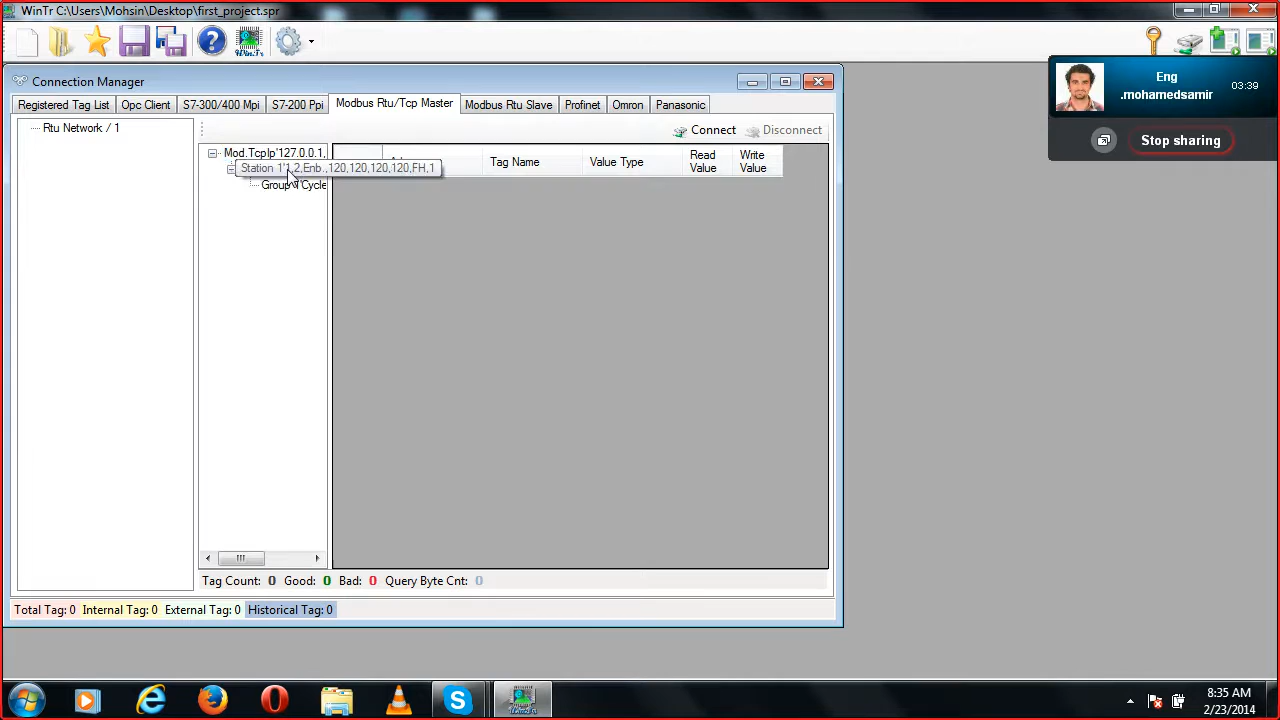 WinTr C:\Users\Mohsin\Desktop\first_project.spr
WinTr
Connection Manager
Registered Tag List Opc Client S7-300/400 Mpi S7-200 Ppi Modbus Rtu/Tcp Master Modbus Rtu Slave Profinet Omron Panasonic
Rtu Network / 1
Connect Disconnect
Mod.TcpIp'127.0.0.1,
Station 1'1,2,Enb.,120,120,120,120,FH,1
Tag Name Value Type Read Value Write Value
Tag Count: 0 Good: 0 Bad: 0 Query Byte Cnt: 0
Total Tag: 0 Internal Tag: 0 External Tag: 0 Historical Tag: 0
Eng .mohamedsamir 03:39
Stop sharing
8:35 AM
2/23/2014